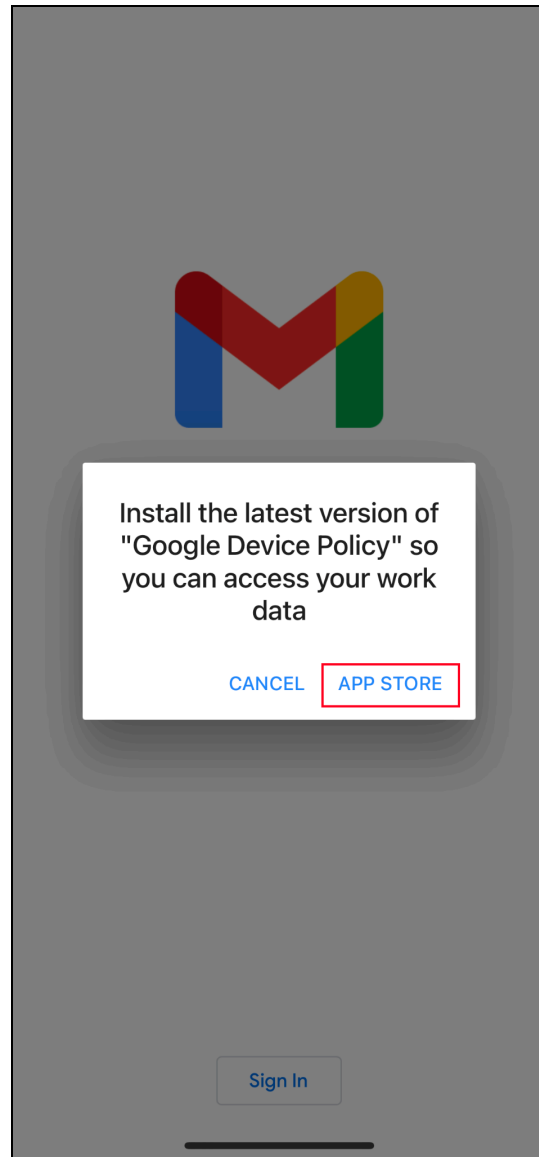 Install the latest version of
"Google Device Policy" so
you can access your work
data
CANCEL APP STORE
Sign In